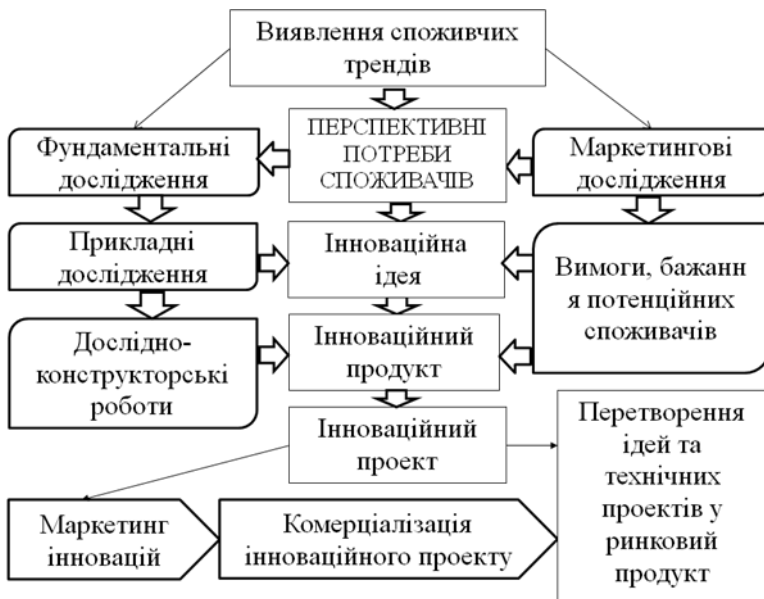 Виявлення споживчих
трендів
Фундаментальні
дослідження
ПЕРСПЕКТИВНІ
ПОТРЕБИ
СПОЖИВАЧІВ
Маркетингові
дослідження
Прикладні
дослідження
Інноваційна
ідея
Вимоги, бажанн
я потенційних
споживачів
Дослідно-
конструкторські
роботи
Інноваційний
продукт
Інноваційний
проект
Перетворення
ідей та
технічних
проектів у
ринковий
продукт
Маркетинг
інновацій
Комерціалізація
інноваційного проекту